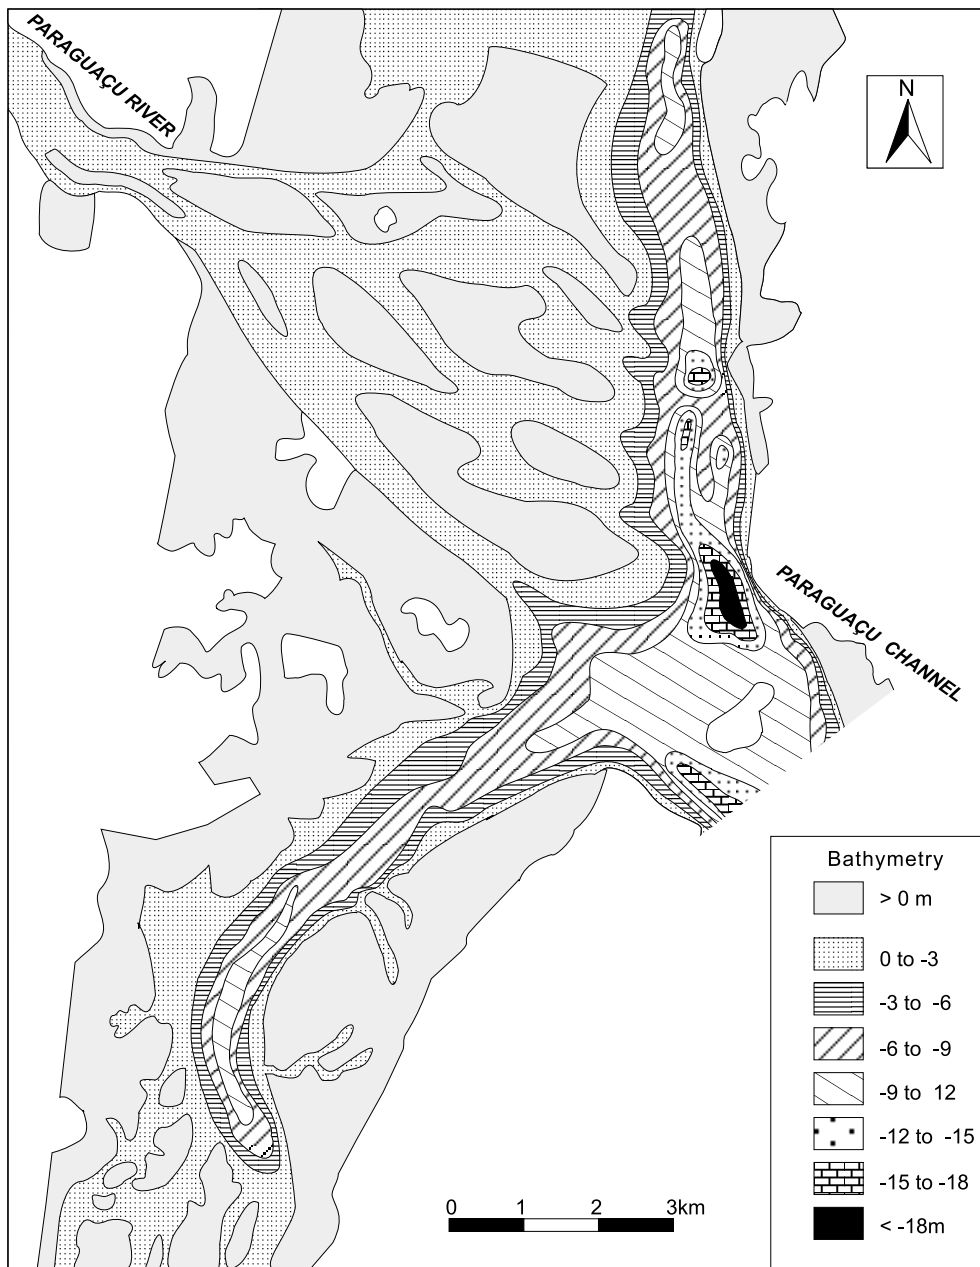 PARAGUAÇU RIVER
N
PARAGUAÇU CHANNEL
Bathymetry
> 0 m
0 to -3
-3 to -6
-6 to -9
-9 to 12
-12 to -15
-15 to -18
< -18m
0 1 2 3km